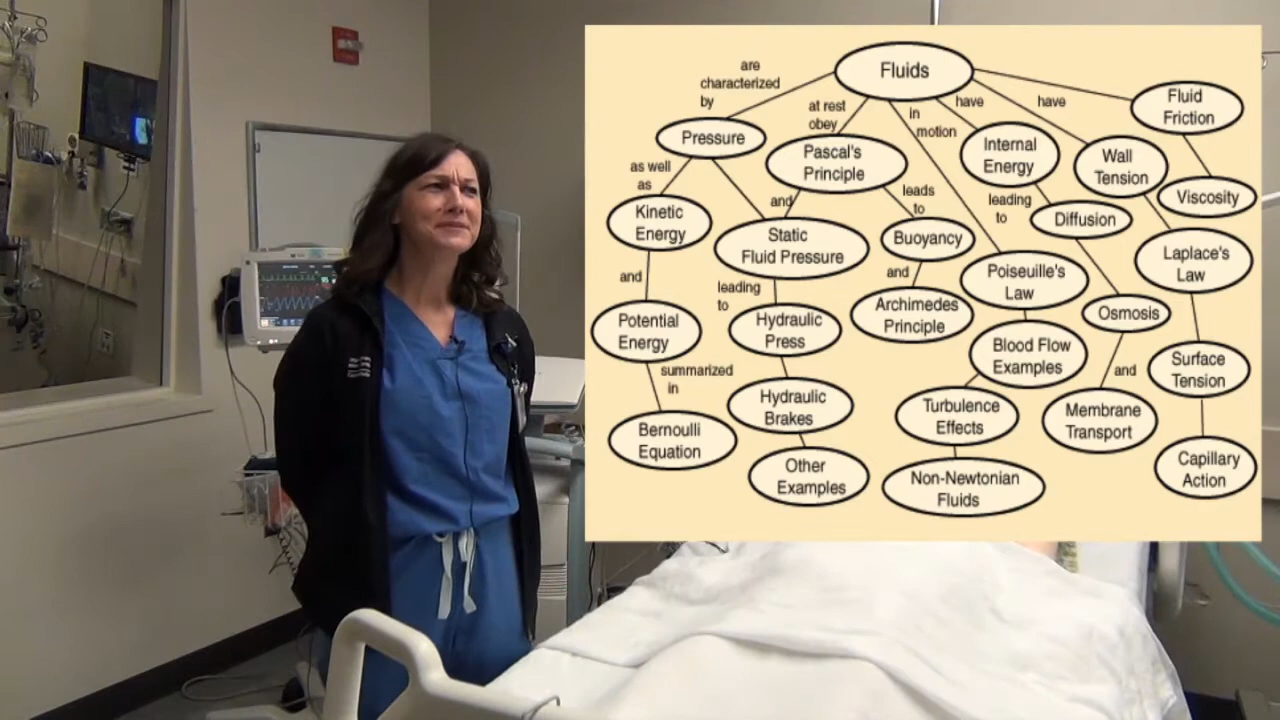 Fluids
are
characterized
by
at rest
obey
in
motion
have
have
Fluid
Friction
Pressure
Pascal's
Principle
Internal
Energy
Wall
Tension
Viscosity
as well
as
and
leads
to
leading
to
Kinetic
Energy
Static
Fluid Pressure
Buoyancy
Diffusion
Laplace's
Law
and
leading
to
and
Poiseuille's
Law
Potential
Energy
Hydraulic
Press
Archimedes
Principle
Osmosis
Blood Flow
Examples
summarized
in
and
Surface
Tension
Hydraulic
Brakes
Turbulence
Effects
Membrane
Transport
Bernoulli
Equation
Other
Examples
Non-Newtonian
Fluids
Capillary
Action